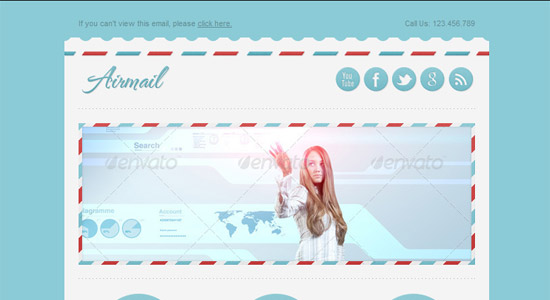 If you can't view this email, please click here.
Call Us: 123.456.789
Airmail
You
Tube
f
g
Search
envato
envato
envato
Account